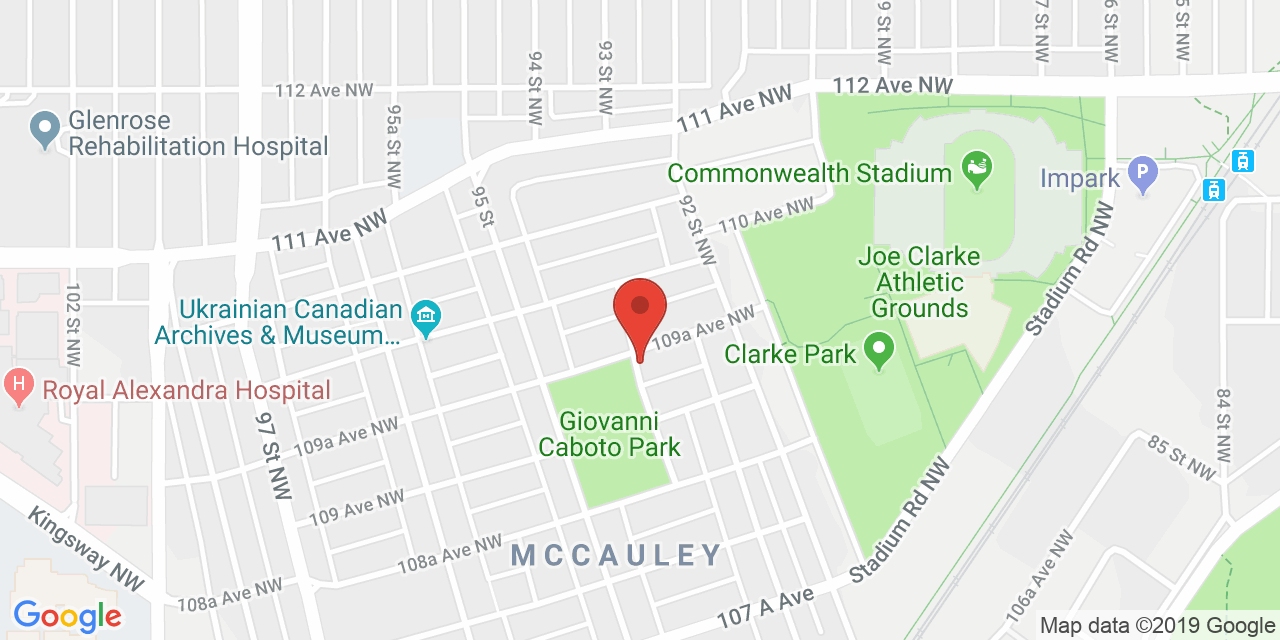 9 St NW
97 St NW
96 St NW
95 St NW
94 St NW
93 St NW
112 Ave NW
111 Ave NW
112 Ave NW
95a St NW
Glenrose
Rehabilitation Hospital
Commonwealth Stadium
P
Impark
95 St
92 St NW
110 Ave NW
111 Ave NW
Joe Clarke
Athletic
Grounds
Stadium Rd NW
102 St NW
Ukrainian Canadian
Archives & Museum...
109a Ave NW
Clarke Park
H
Royal Alexandra Hospital
Giovanni
Caboto Park
109a Ave NW
97 St NW
84 St NW
85 St NW
109 Ave NW
Stadium Rd NW
Kingsway NW
108a Ave NW
MCCAULEY
108a Ave NW
106a Ave NW
107 A Ave
Google
Map data ©2019 Google